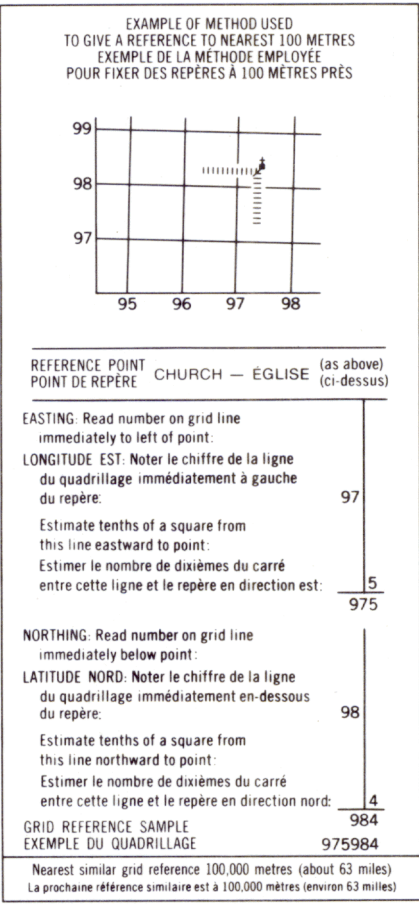 EXAMPLE OF METHOD USED
TO GIVE A REFERENCE TO NEAREST 100 METRES
EXEMPLE DE LA MÉTHODE EMPLOYÉE
POUR FIXER DES REPÈRES À 100 MÈTRES PRÈS
99
98
97
95 96 97 98
REFERENCE POINT
POINT DE REPÈRE CHURCH — ÉGLISE (as above)
(ci-dessus)
EASTING: Read number on grid line
immediately to left of point:
LONGITUDE EST: Noter le chiffre de la ligne
du quadrillage immédiatement à gauche
du repère: 97
Estimate tenths of a square from
this line eastward to point:
Estimer le nombre de dixièmes du carré
entre cette ligne et le repère en direction est: 5
975
NORTHING: Read number on grid line
immediately below point:
LATITUDE NORD: Noter le chiffre de la ligne
du quadrillage immédiatement en-dessous
du repère: 98
Estimate tenths of a square from
this line northward to point:
Estimer le nombre de dixièmes du carré
entre cette ligne et le repère en direction nord: 4
GRID REFERENCE SAMPLE 984
EXEMPLE DU QUADRILLAGE 975984
Nearest similar grid reference 100,000 metres (about 63 miles)
La prochaine référence similaire est à 100,000 mètres (environ 63 milles)